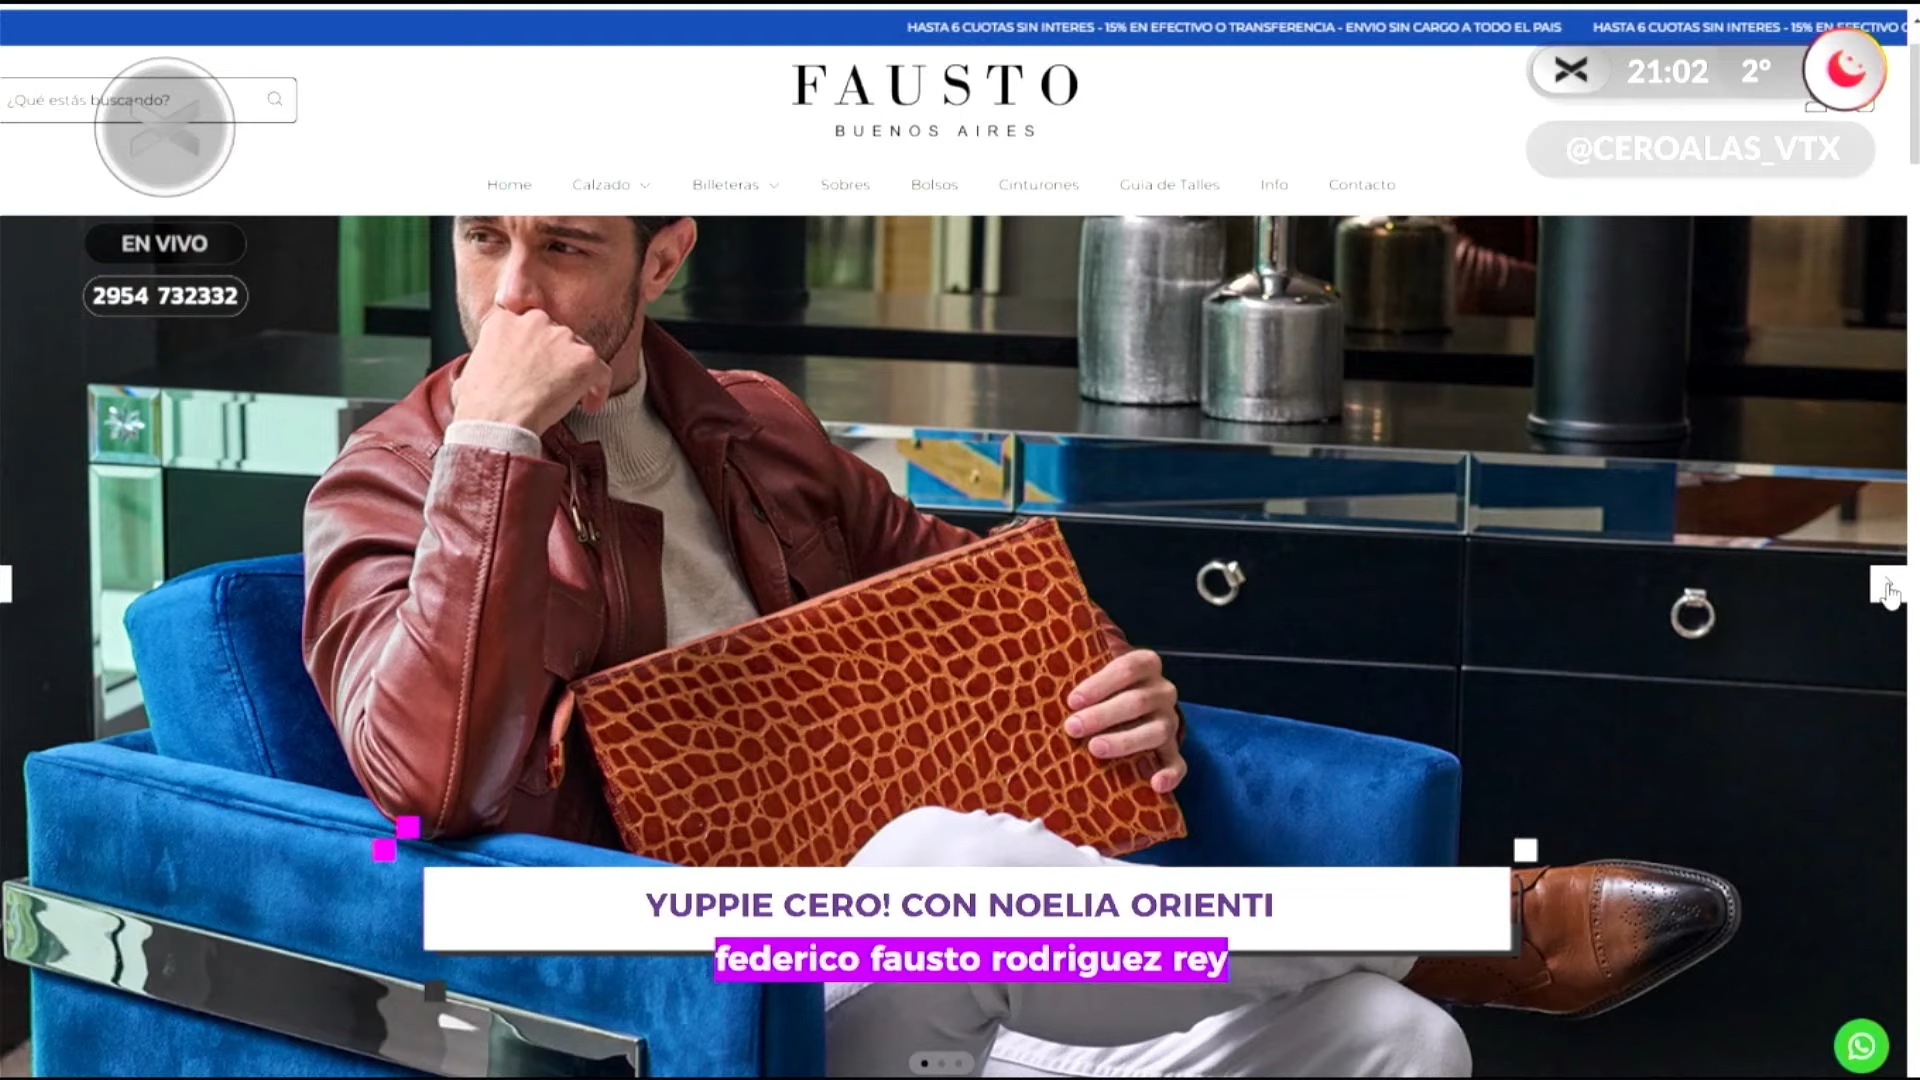 HASTA 6 CUOTAS SIN INTERES - 15% EN EFECTIVO O TRANSFERENCIA - ENVIO SIN CARGO A TODO EL PAIS
HASTA 6 CUOTAS SIN INTERES - 15% EN EFECTIVO O
¿Qué estás buscando?
FAUSTO
BUENOS AIRES
21:02 2°
@CEROALAS_VTX
Home Calzado Billeteras Sobres Bolsos Cinturones Guia de Talles Info Contacto
EN VIVO
2954 732332
YUPPIE CERO! CON NOELIA ORIENTI
federico fausto rodriguez rey